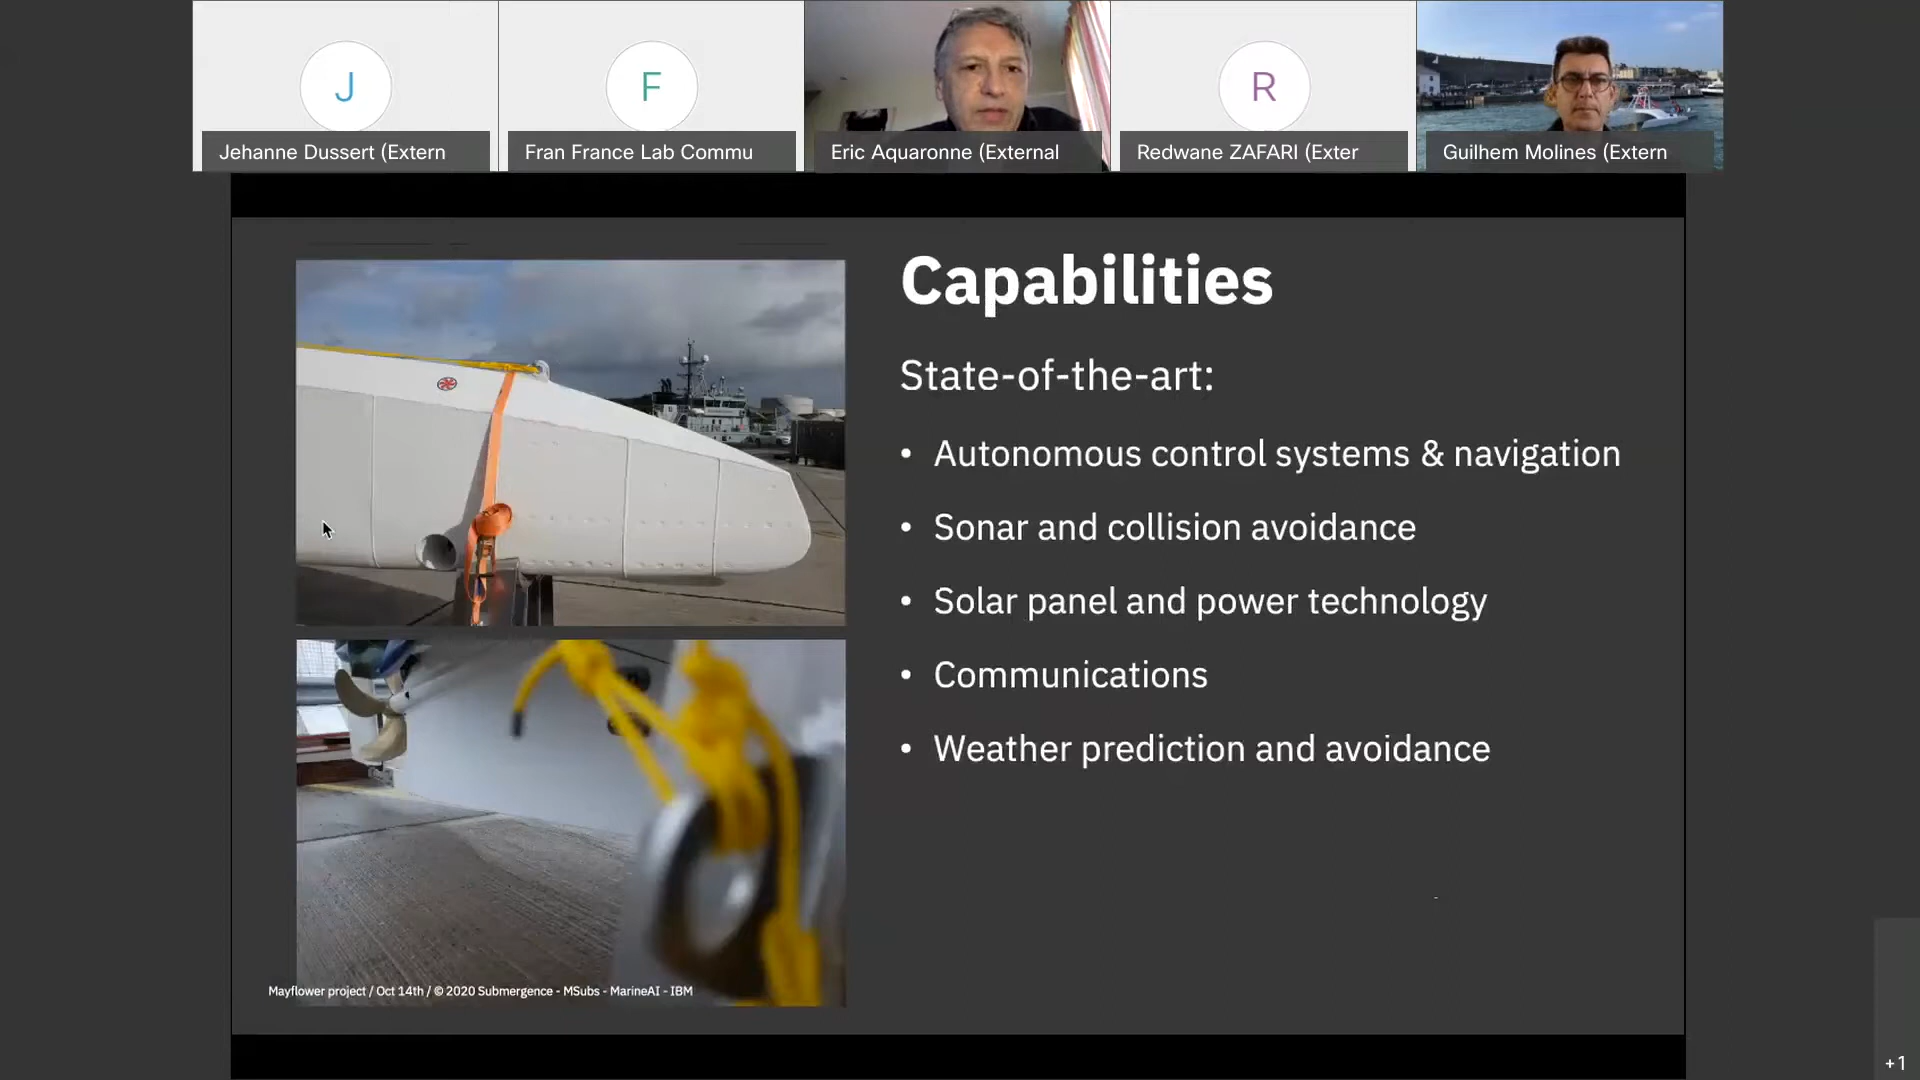 J
F
R
Jehanne Dussert (Extern
Fran France Lab Commu
Eric Aquaronne (External
Redwane ZAFARI (Exter
Guilhem Molines (Extern
Capabilities
State-of-the-art:
• Autonomous control systems & navigation
• Sonar and collision avoidance
• Solar panel and power technology
• Communications
• Weather prediction and avoidance
Mayflower project / Oct 14th / © 2020 Submergence - MSubs - MarineAI - IBM
+1